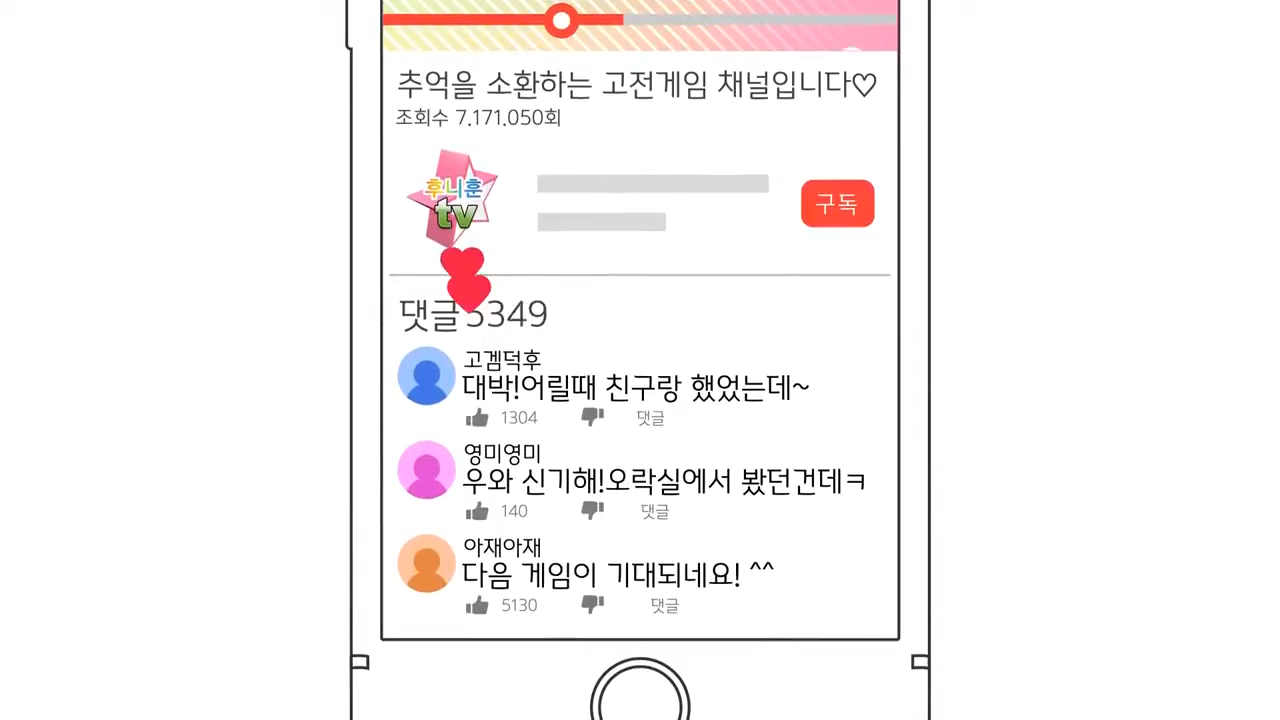 추억을 소환하는 고전게임 채널입니다♡
조회수 7.171.050회
후니훈
tv
구독
댓글 5349
고겜덕후
대박!어릴때 친구랑 했었는데~
1304 댓글
영미영미
우와 신기해!오락실에서 봤던건데ㅋ
140 댓글
아재아재
다음 게임이 기대되네요! ^^
5130 댓글